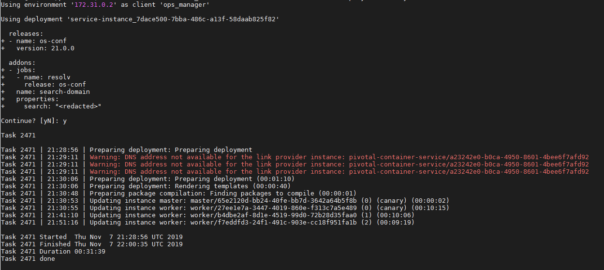 Using environment '172.31.0.2' as client 'ops_manager'
Using deployment 'service-instance_7dace500-7bba-486c-a13f-58daab825f82'
releases:
+ - name: os-conf
+   version: 21.0.0
addons:
+ - jobs:
+   - name: resolv
+     release: os-conf
+   name: search-domain
+   properties:
+     search: "<redacted>"
Continue? [yN]: y
Task 2471
Task 2471 | 21:28:56 | Preparing deployment: Preparing deployment
Task 2471 | 21:29:11 | Warning: DNS address not available for the link provider instance: pivotal-container-service/a23242e0-b0ca-4950-8601-4bee6f7afd92
Task 2471 | 21:29:11 | Warning: DNS address not available for the link provider instance: pivotal-container-service/a23242e0-b0ca-4950-8601-4bee6f7afd92
Task 2471 | 21:29:11 | Warning: DNS address not available for the link provider instance: pivotal-container-service/a23242e0-b0ca-4950-8601-4bee6f7afd92
Task 2471 | 21:30:06 | Preparing deployment: Preparing deployment (00:01:10)
Task 2471 | 21:30:06 | Preparing deployment: Rendering templates (00:00:40)
Task 2471 | 21:30:48 | Preparing package compilation: Finding packages to compile (00:00:01)
Task 2471 | 21:30:53 | Updating instance master: master/65e2120d-bb24-40fe-bb7d-3642a64b5f8b (0) (canary) (00:00:02)
Task 2471 | 21:30:55 | Updating instance worker: worker/27ee1e7a-3447-4019-860e-f313c7a5e489 (0) (canary) (00:10:15)
Task 2471 | 21:41:10 | Updating instance worker: worker/b4dbe2af-8d1e-4519-99d0-72b28d35faa0 (1) (00:10:06)
Task 2471 | 21:51:16 | Updating instance worker: worker/f7eddfd3-24f1-491c-903e-cc18f951fa1b (2) (00:09:19)
Task 2471 Started  Thu Nov  7 21:28:56 UTC 2019
Task 2471 Finished Thu Nov  7 22:00:35 UTC 2019
Task 2471 Duration 00:31:39
Task 2471 done